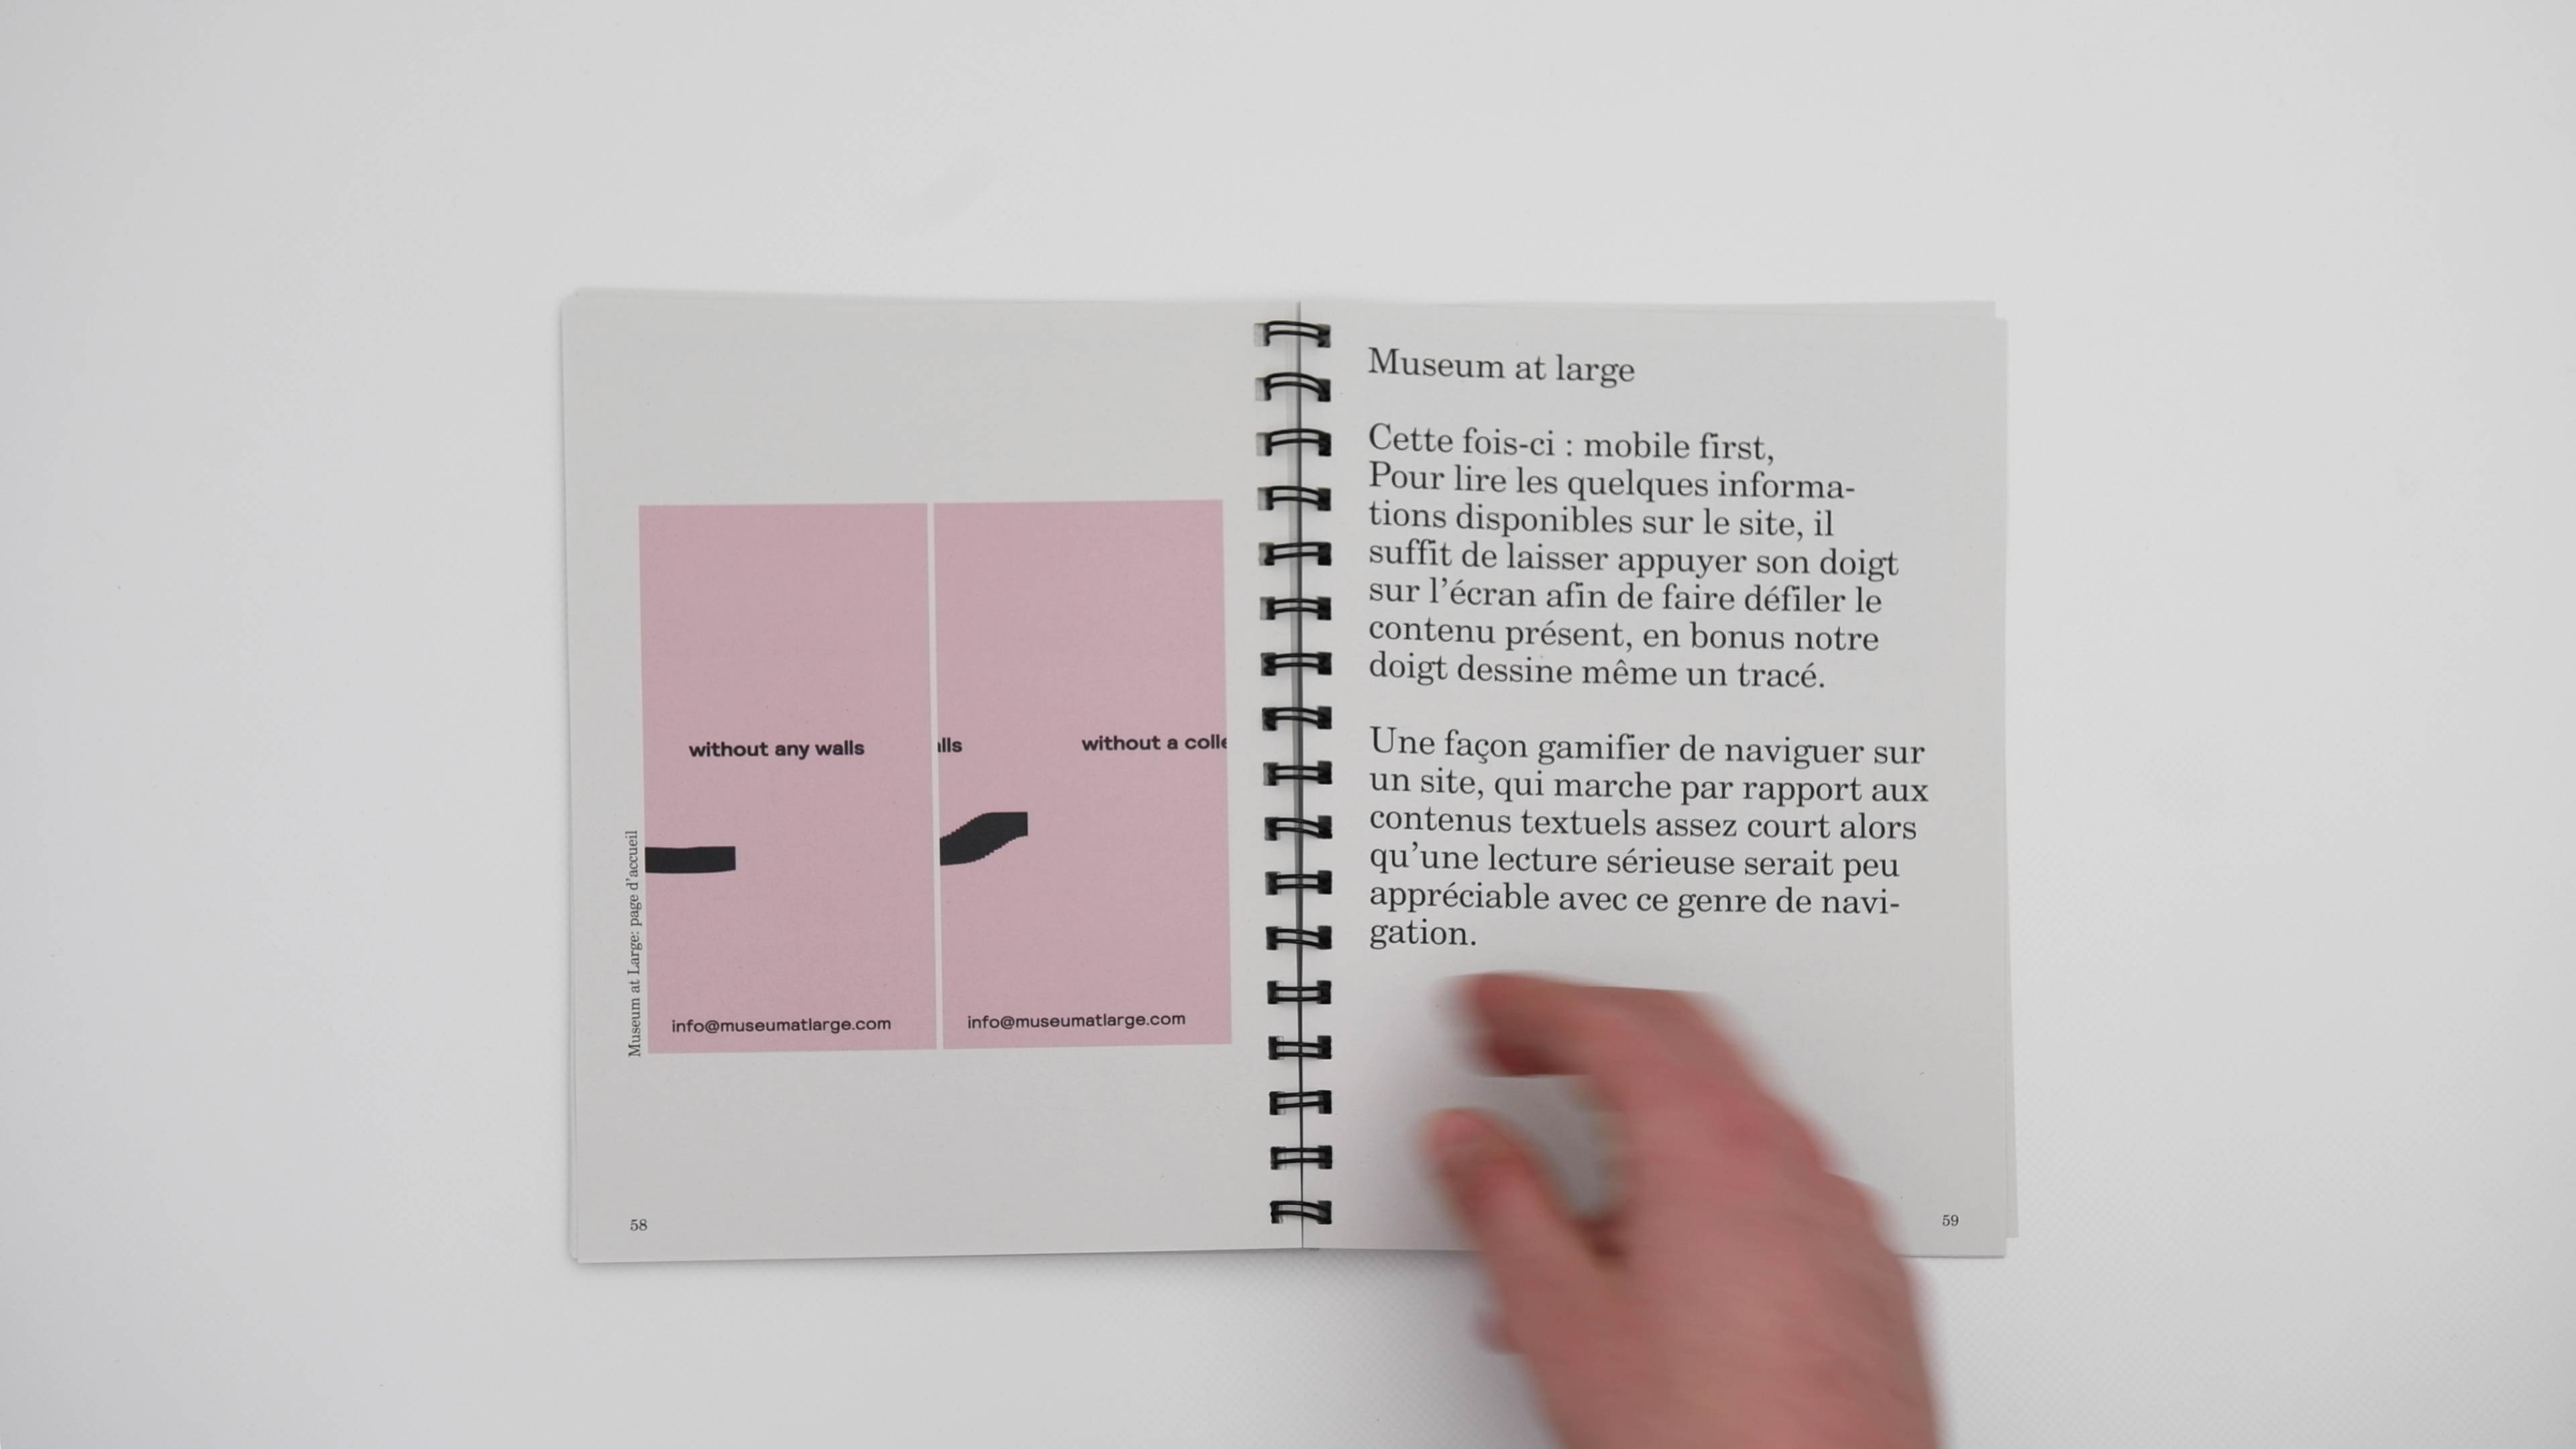 without any walls
info@museumatlarge.com
lls
without a colle
info@museumatlarge.com
Museum at Large: page d'accueil
58
Museum at large
Cette fois-ci : mobile first,
Pour lire les quelques informa-
tions disponibles sur le site, il
suffit de laisser appuyer son doigt
sur l’écran afin de faire défiler le
contenu présent, en bonus notre
doigt dessine même un tracé.
Une façon gamifier de naviguer sur
un site, qui marche par rapport aux
contenus textuels assez court alors
qu’une lecture sérieuse serait peu
appréciable avec ce genre de navi-
gation.
59